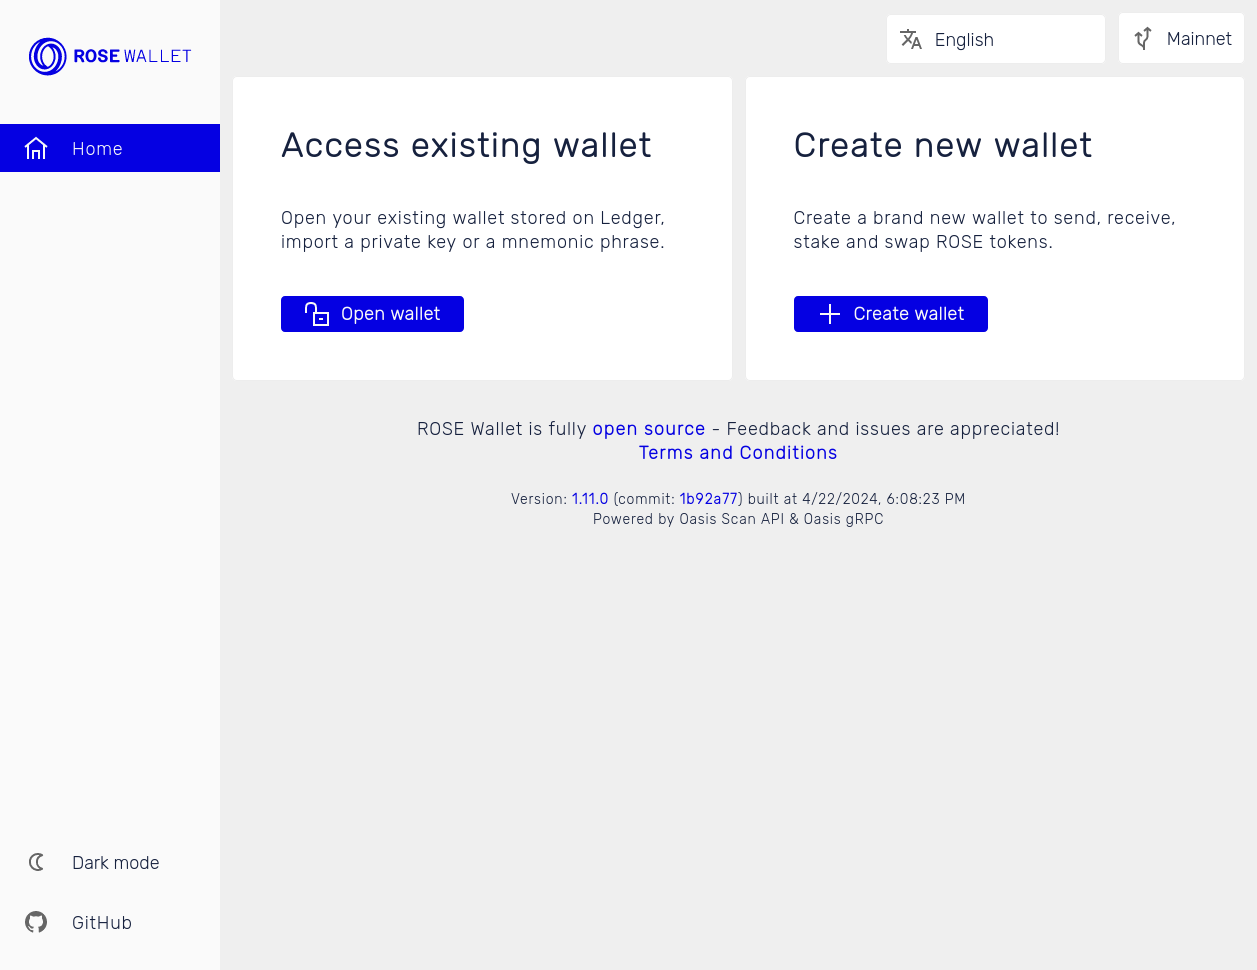 ROSE WALLET
English
Mainnet
Home
Access existing wallet
Open your existing wallet stored on Ledger,
import a private key or a mnemonic phrase.
Open wallet
Create new wallet
Create a brand new wallet to send, receive,
stake and swap ROSE tokens.
Create wallet
ROSE Wallet is fully open source - Feedback and issues are appreciated!
Terms and Conditions
Version: 1.11.0 (commit: 1b92a77) built at 4/22/2024, 6:08:23 PM
Powered by Oasis Scan API & Oasis gRPC
Dark mode
GitHub